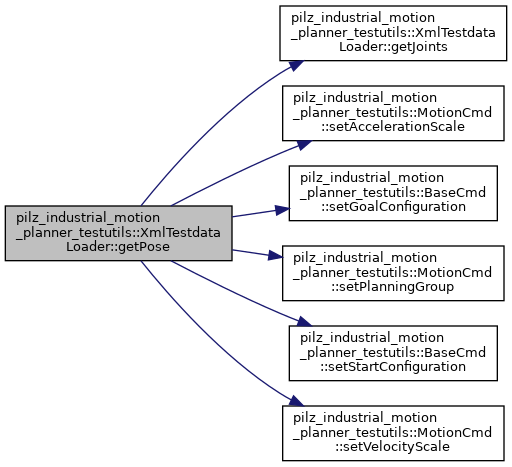 pilz_industrial_motion
_planner_testutils::XmlTestdata
Loader::getPose
pilz_industrial_motion
_planner_testutils::XmlTestdata
Loader::getJoints
pilz_industrial_motion
_planner_testutils::MotionCmd
::setAccelerationScale
pilz_industrial_motion
_planner_testutils::BaseCmd
::setGoalConfiguration
pilz_industrial_motion
_planner_testutils::MotionCmd
::setPlanningGroup
pilz_industrial_motion
_planner_testutils::BaseCmd
::setStartConfiguration
pilz_industrial_motion
_planner_testutils::MotionCmd
::setVelocityScale